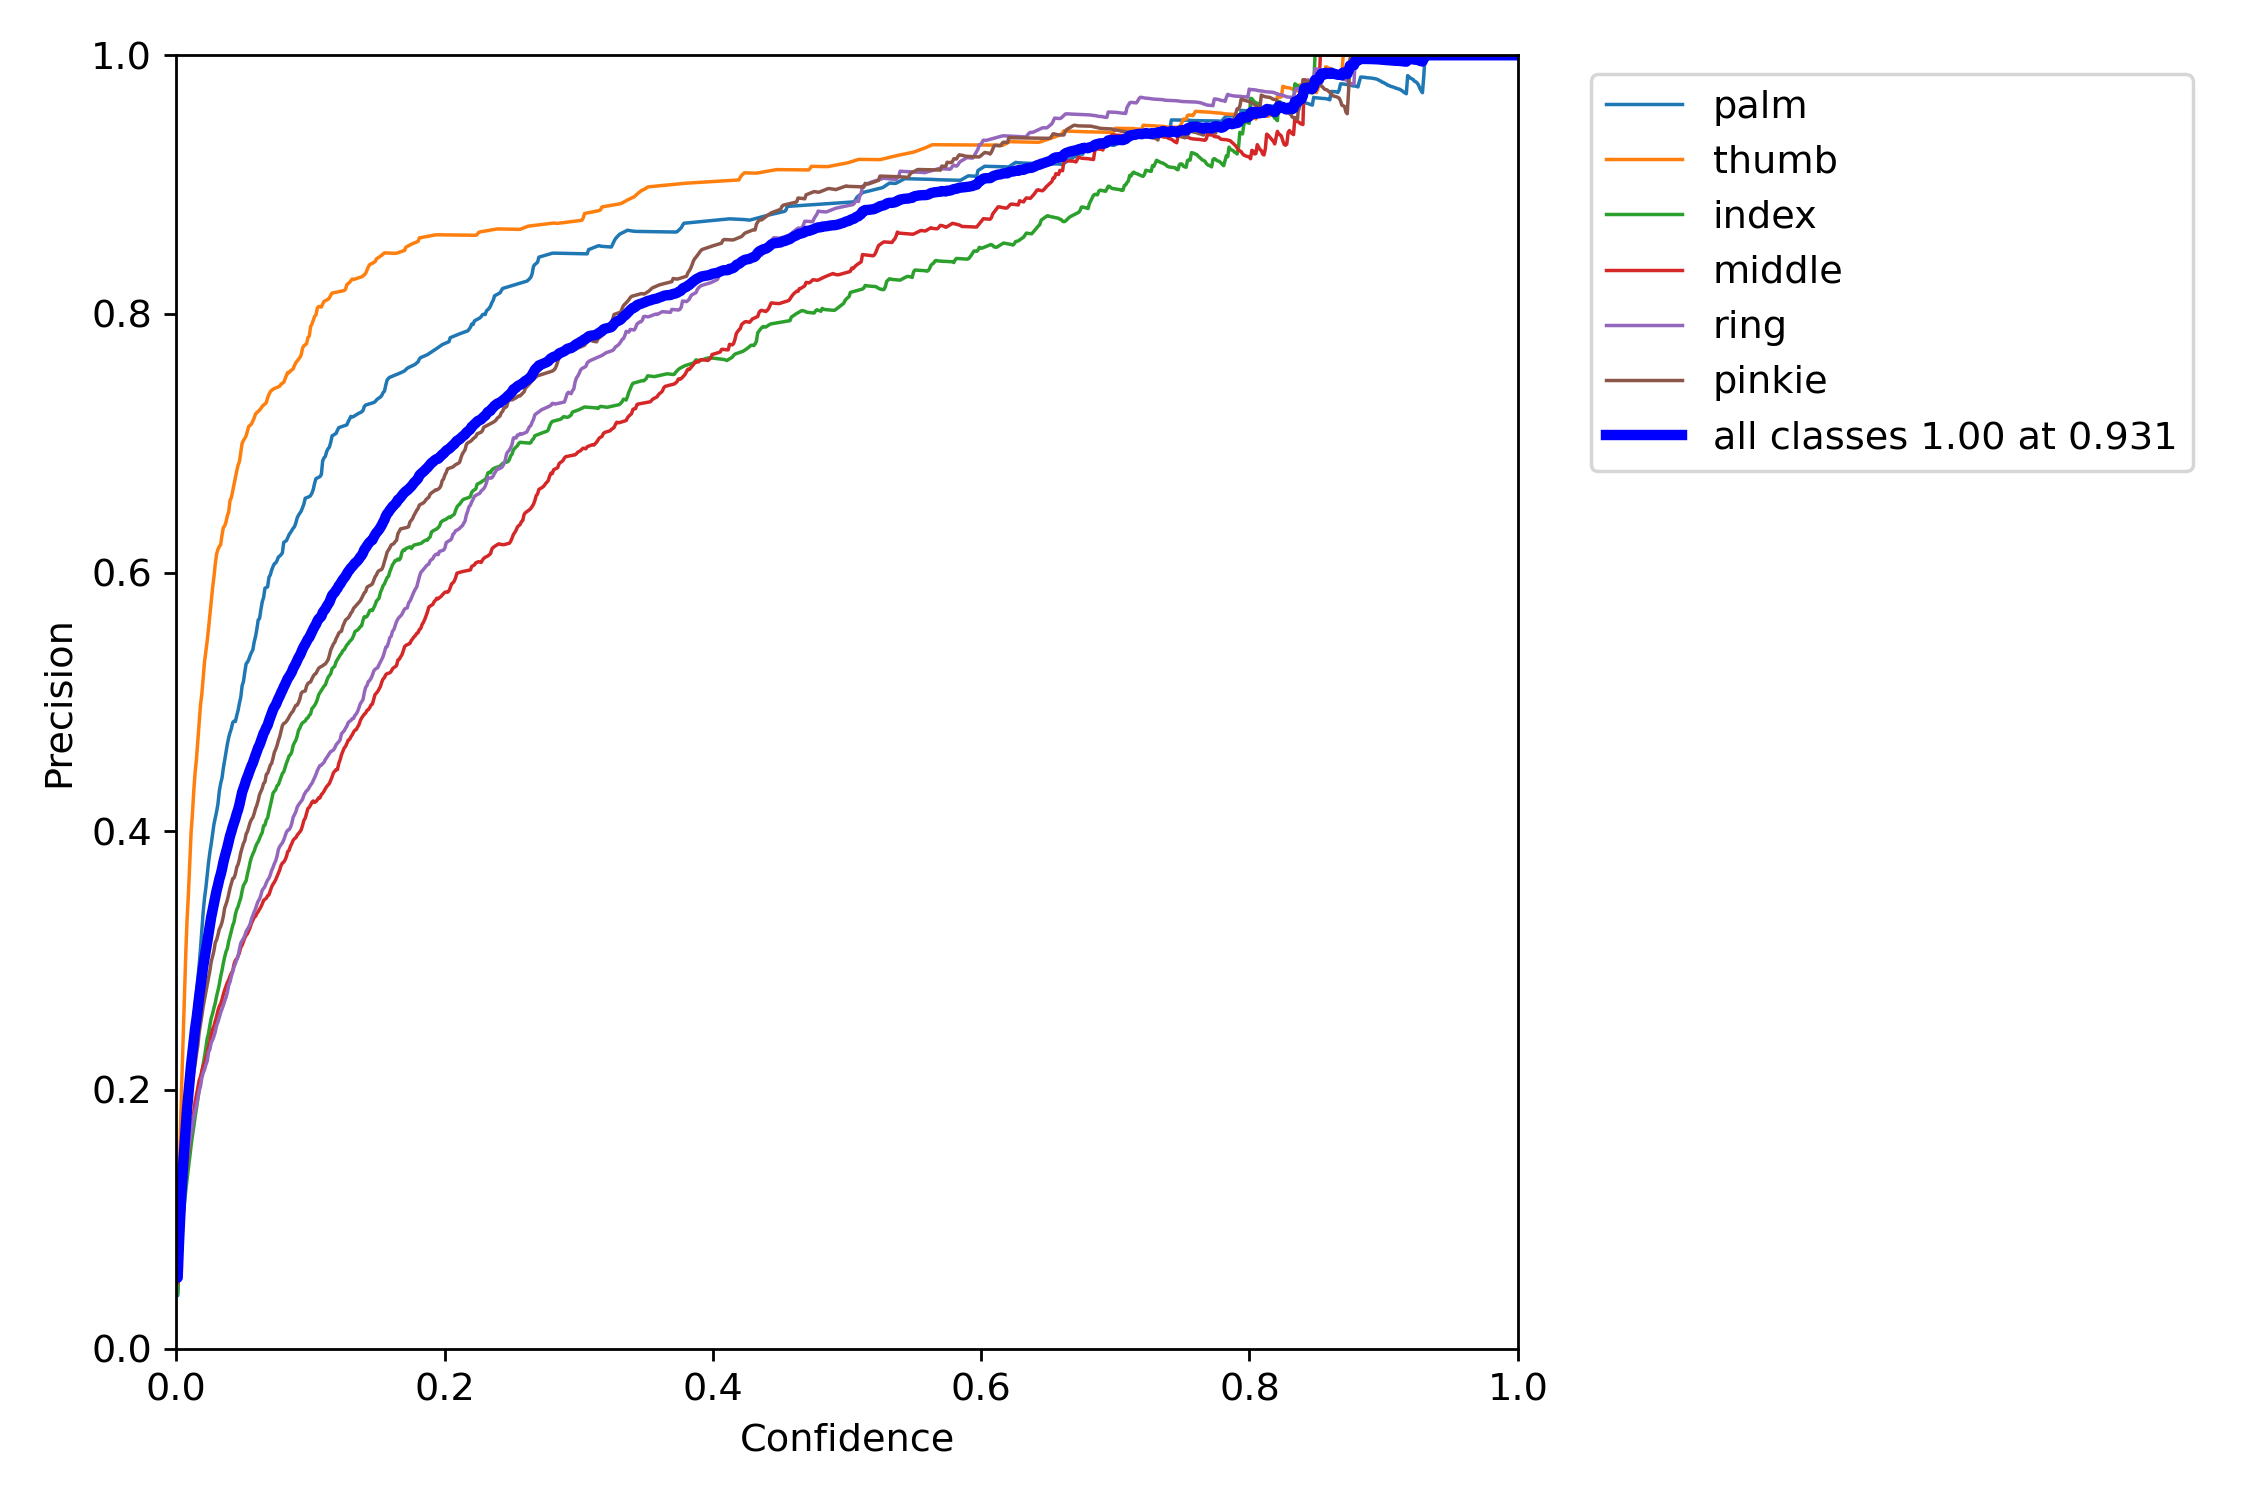 1.0
0.8
0.6
0.4
0.2
0.0
Precision
0.0 0.2 0.4 0.6 0.8 1.0
Confidence
palm
thumb
index
middle
ring
pinkie
all classes 1.00 at 0.931